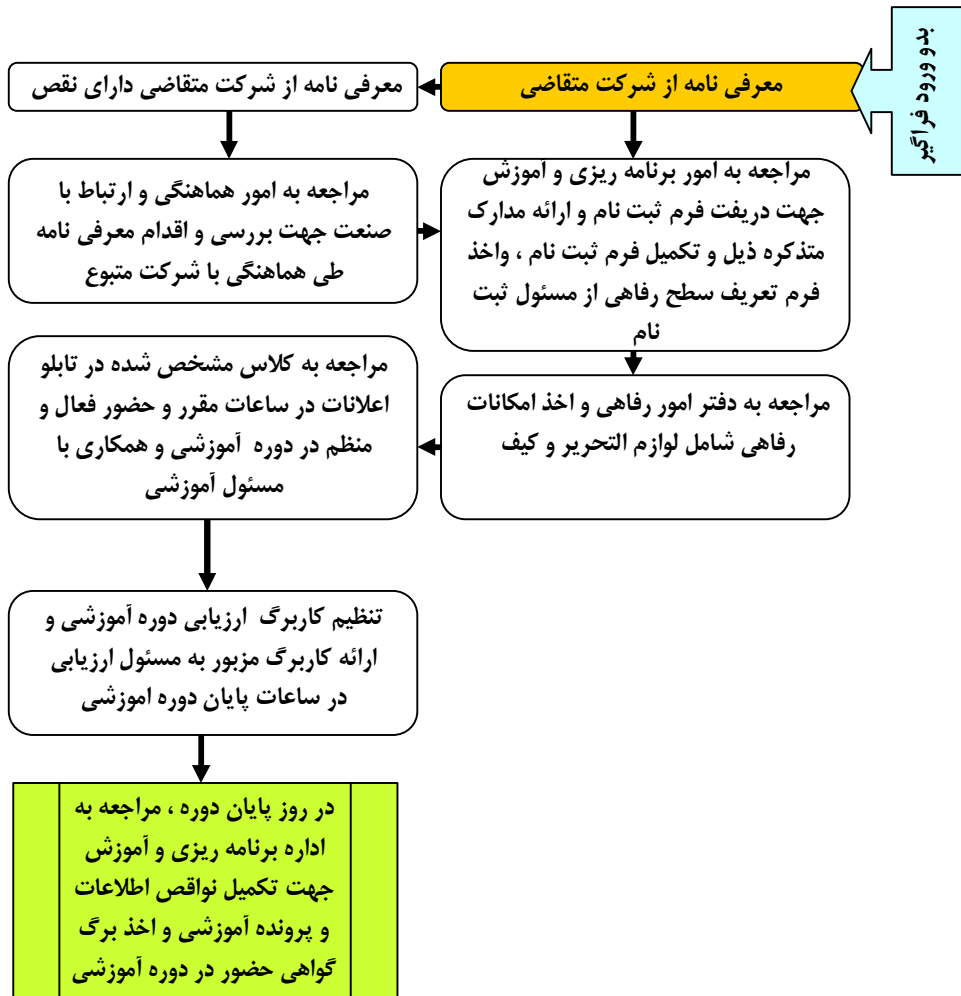 بدو ورود فراگیر
معرفی نامه از شرکت متقاضی
معرفی نامه از شرکت متقاضی دارای نقص
مراجعه به امور هماهنگی و ارتباط با
صنعت جهت بررسی و اقدام معرفی نامه
طی هماهنگی با شرکت متبوع
مراجعه به امور برنامه ریزی و آموزش
جهت دریفت فرم ثبت نام و ارائه مدارک
متذکره ذیل و تکمیل فرم ثبت نام ، واخذ
فرم تعریف سطح رفاهی از مسئول ثبت
نام
مراجعه به دفتر امور رفاهی و اخذ امکانات
رفاهی شامل لوازم التحریر و کیف
مراجعه به کلاس مشخص شده در تابلو
اعلانات در ساعات مقرر و حضور فعال و
منظم در دوره آموزشی و همکاری با
مسئول آموزشی
تنظیم کاربرگ ارزیابی دوره آموزشی و
ارائه کاربرگ مزبور به مسئول ارزیابی
در ساعات پایان دوره اموزشی
در روز پایان دوره ، مراجعه به
اداره برنامه ریزی و آموزش
جهت تکمیل نواقص اطلاعات
و پرونده آموزشی و اخذ برگ
گواهی حضور در دوره آموزشی